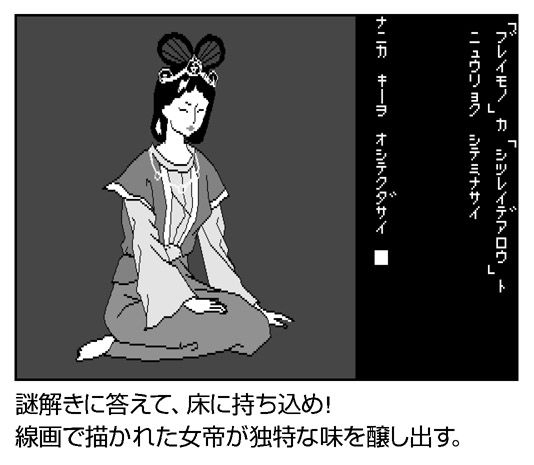 「ブレイモノ」カ「シツレイデアロウ」ト
ニュウリョク シテミナサイ
ナニカ キーヲ オシテクダサイ
謎解きに答えて、床に持ち込め!
線画で描かれた女帝が独特な味を醸し出す。